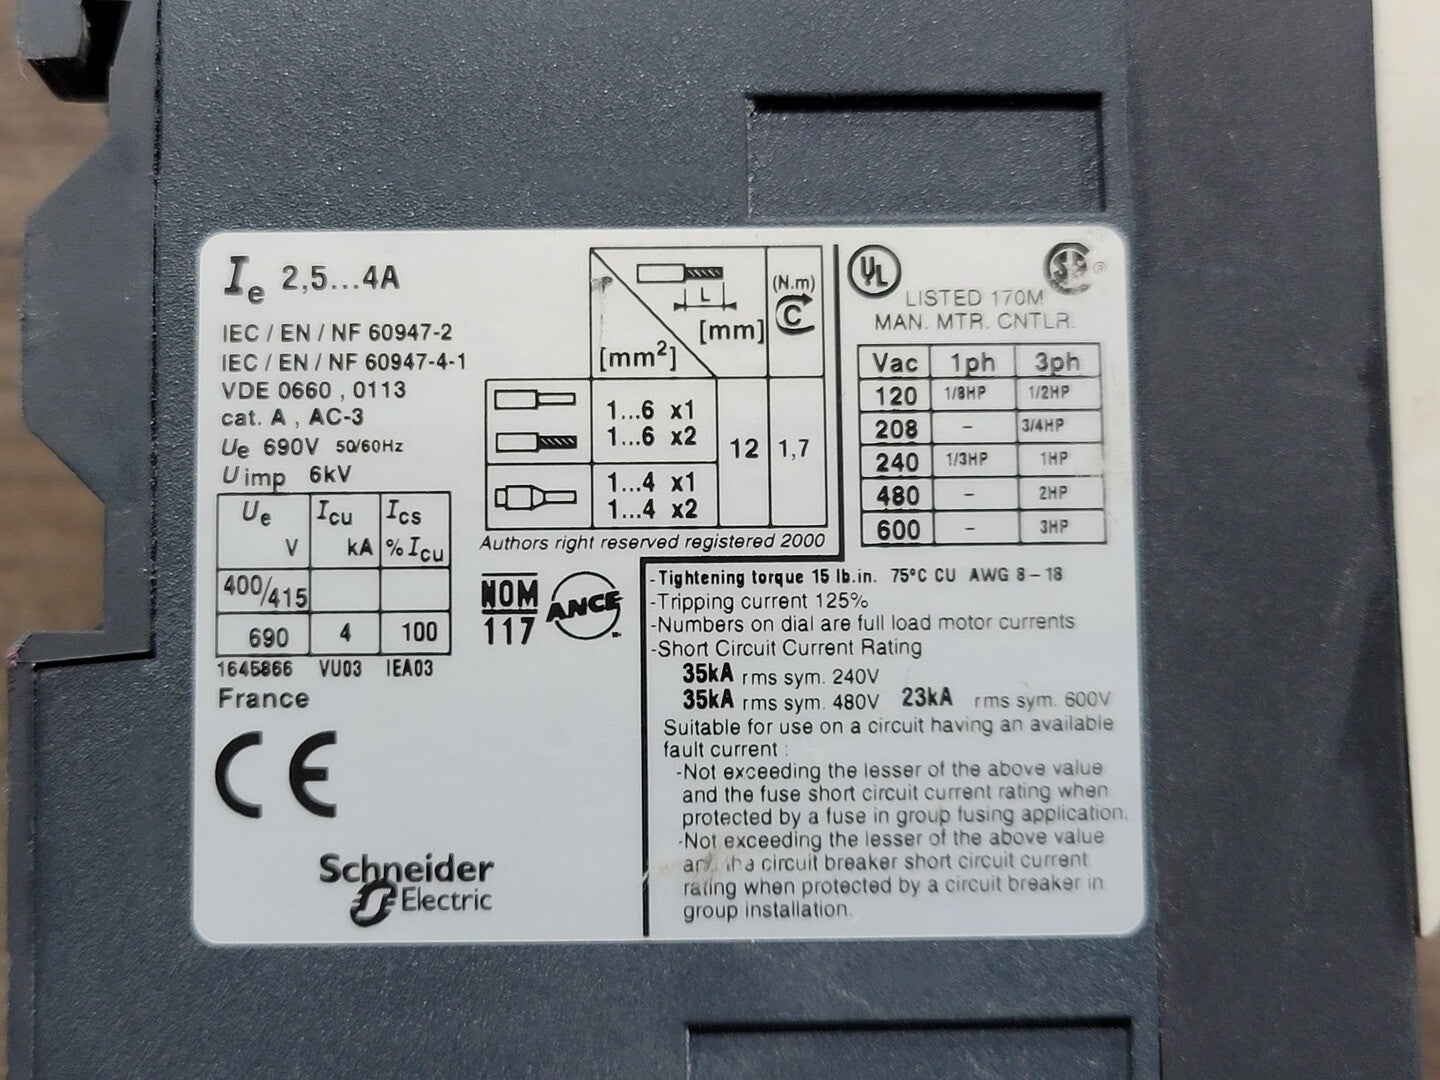 Ie 2,5...4A
IEC / EN / NF 60947-2
IEC / EN / NF 60947-4-1
VDE 0660 , 0113
cat. A , AC-3
Ue 690V 50/60Hz
U imp 6kV
Ue V Icu kA Ics % Icu
400/415
690 4 100
1645866 VU03 IEA03
France
CE
Schneider
Electric
L
[mm]
[mm²]
(N.m)
C
1...6 x1
1...6 x2
1...4 x1
1...4 x2
12 1,7
Authors right reserved registered 2000
NOM
117
ANCE
UL
LISTED 170M
MAN. MTR. CNTLR.
Vac 1ph 3ph
120 1/8HP 1/2HP
208 - 3/4HP
240 1/3HP 1HP
480 - 2HP
600 - 3HP
-Tightening torque 15 lb.in. 75°C CU AWG 8 - 18
-Tripping current 125%
-Numbers on dial are full load motor currents
-Short Circuit Current Rating
35kA rms sym. 240V
35kA rms sym. 480V 23kA rms sym. 600V
Suitable for use on a circuit having an available
fault current :
-Not exceeding the lesser of the above value
and the fuse short circuit current rating when
protected by a fuse in group fusing application.
-Not exceeding the lesser of the above value
and the circuit breaker short circuit current
rating when protected by a circuit breaker in
group installation.